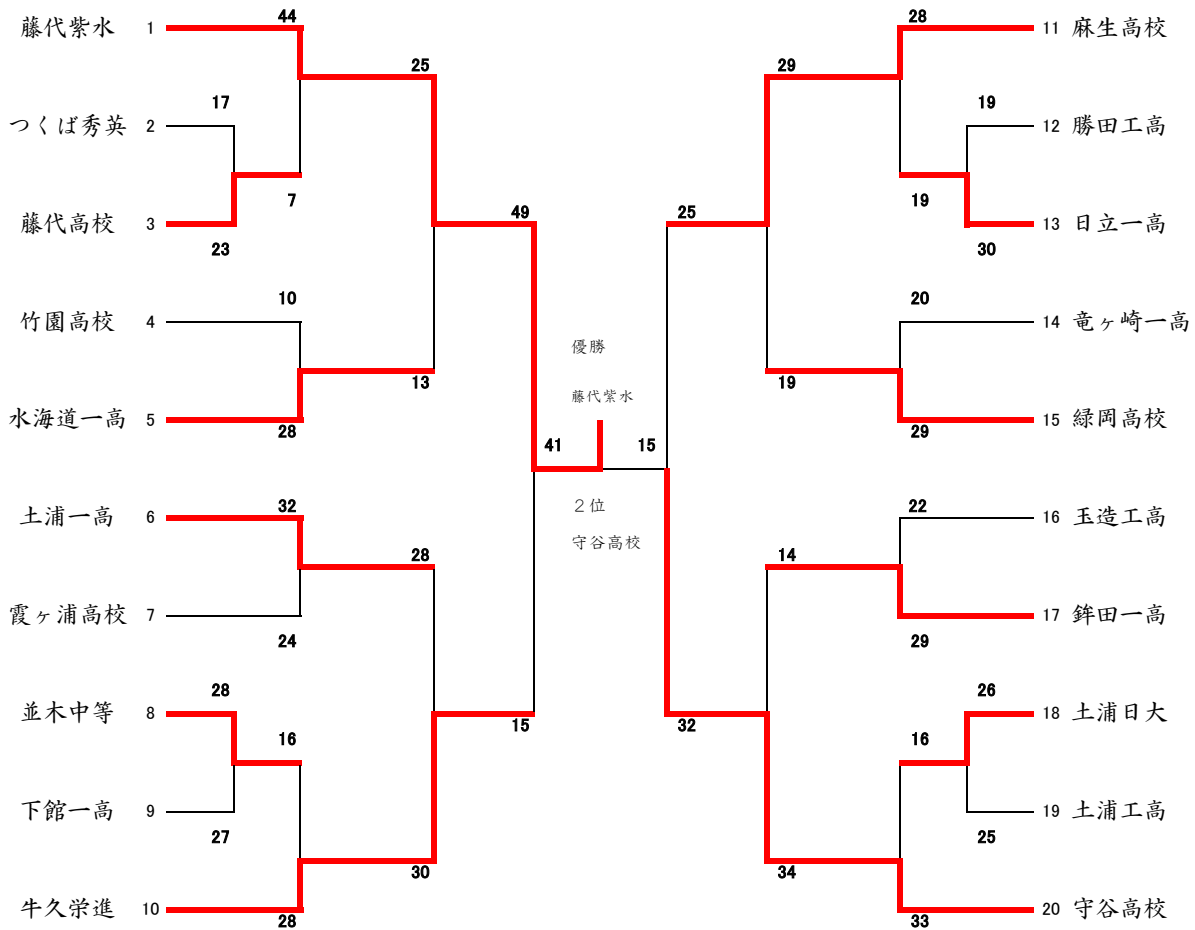 44
28
藤代紫水 1
11 麻生高校
25
29
17
19
つくば秀英 2
12 勝田工高
7
19
49
25
藤代高校 3
13 日立一高
23
30
10
20
竹園高校 4
14 竜ヶ崎一高
優勝
13
19
藤代紫水
水海道一高 5
15 緑岡高校
28
29
41
15
32
22
２位
土浦一高 6
16 玉造工高
守谷高校
28
14
霞ヶ浦高校 7
17 鉾田一高
24
29
28
26
並木中等 8
18 土浦日大
15
32
16
16
下館一高 9
19 土浦工高
27
25
30
34
牛久栄進 10
20 守谷高校
28
33